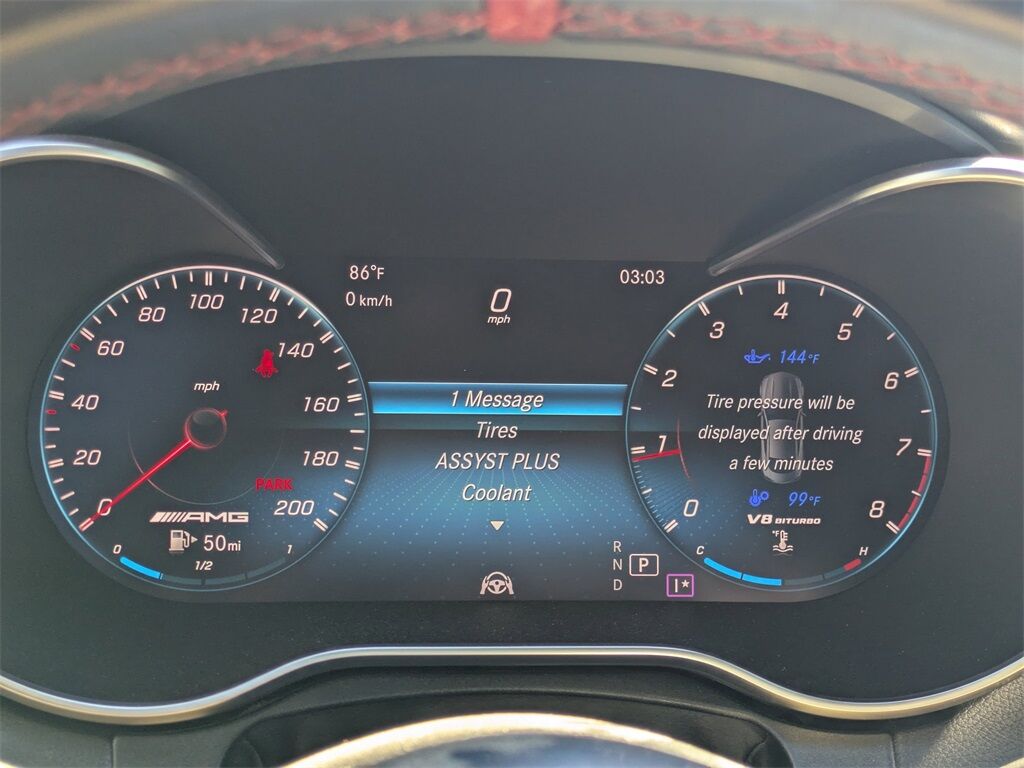 86°F
0 km/h
0
mph
03:03
0
20
40
60
80
100
120
140
160
180
200
mph
PARK
AMG
50 mi
0
1/2
1
1 Message
Tires
ASSYST PLUS
Coolant
R
N
D
P
I*
0
1
2
3
4
5
6
7
8
144°F
Tire pressure will be
displayed after driving
a few minutes
99°F
V8 BITURBO
°F
C
H